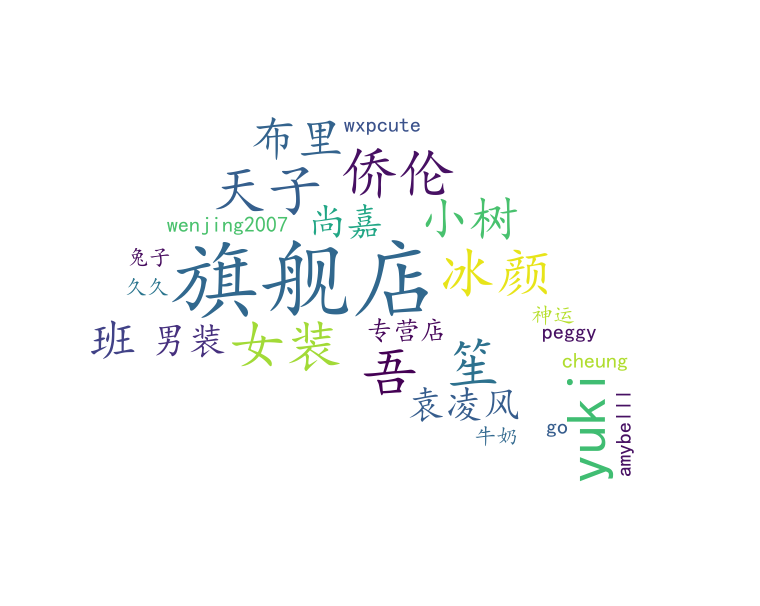 布里
wxpcute
侨伦
天子
wenjing2007
尚嘉
小树
兔子
久久
旗舰店
冰颜
神运
班
男装
女装
专营店
peggy
吾
笙
cheung
袁凌风
yuki
amybelll
go
牛奶